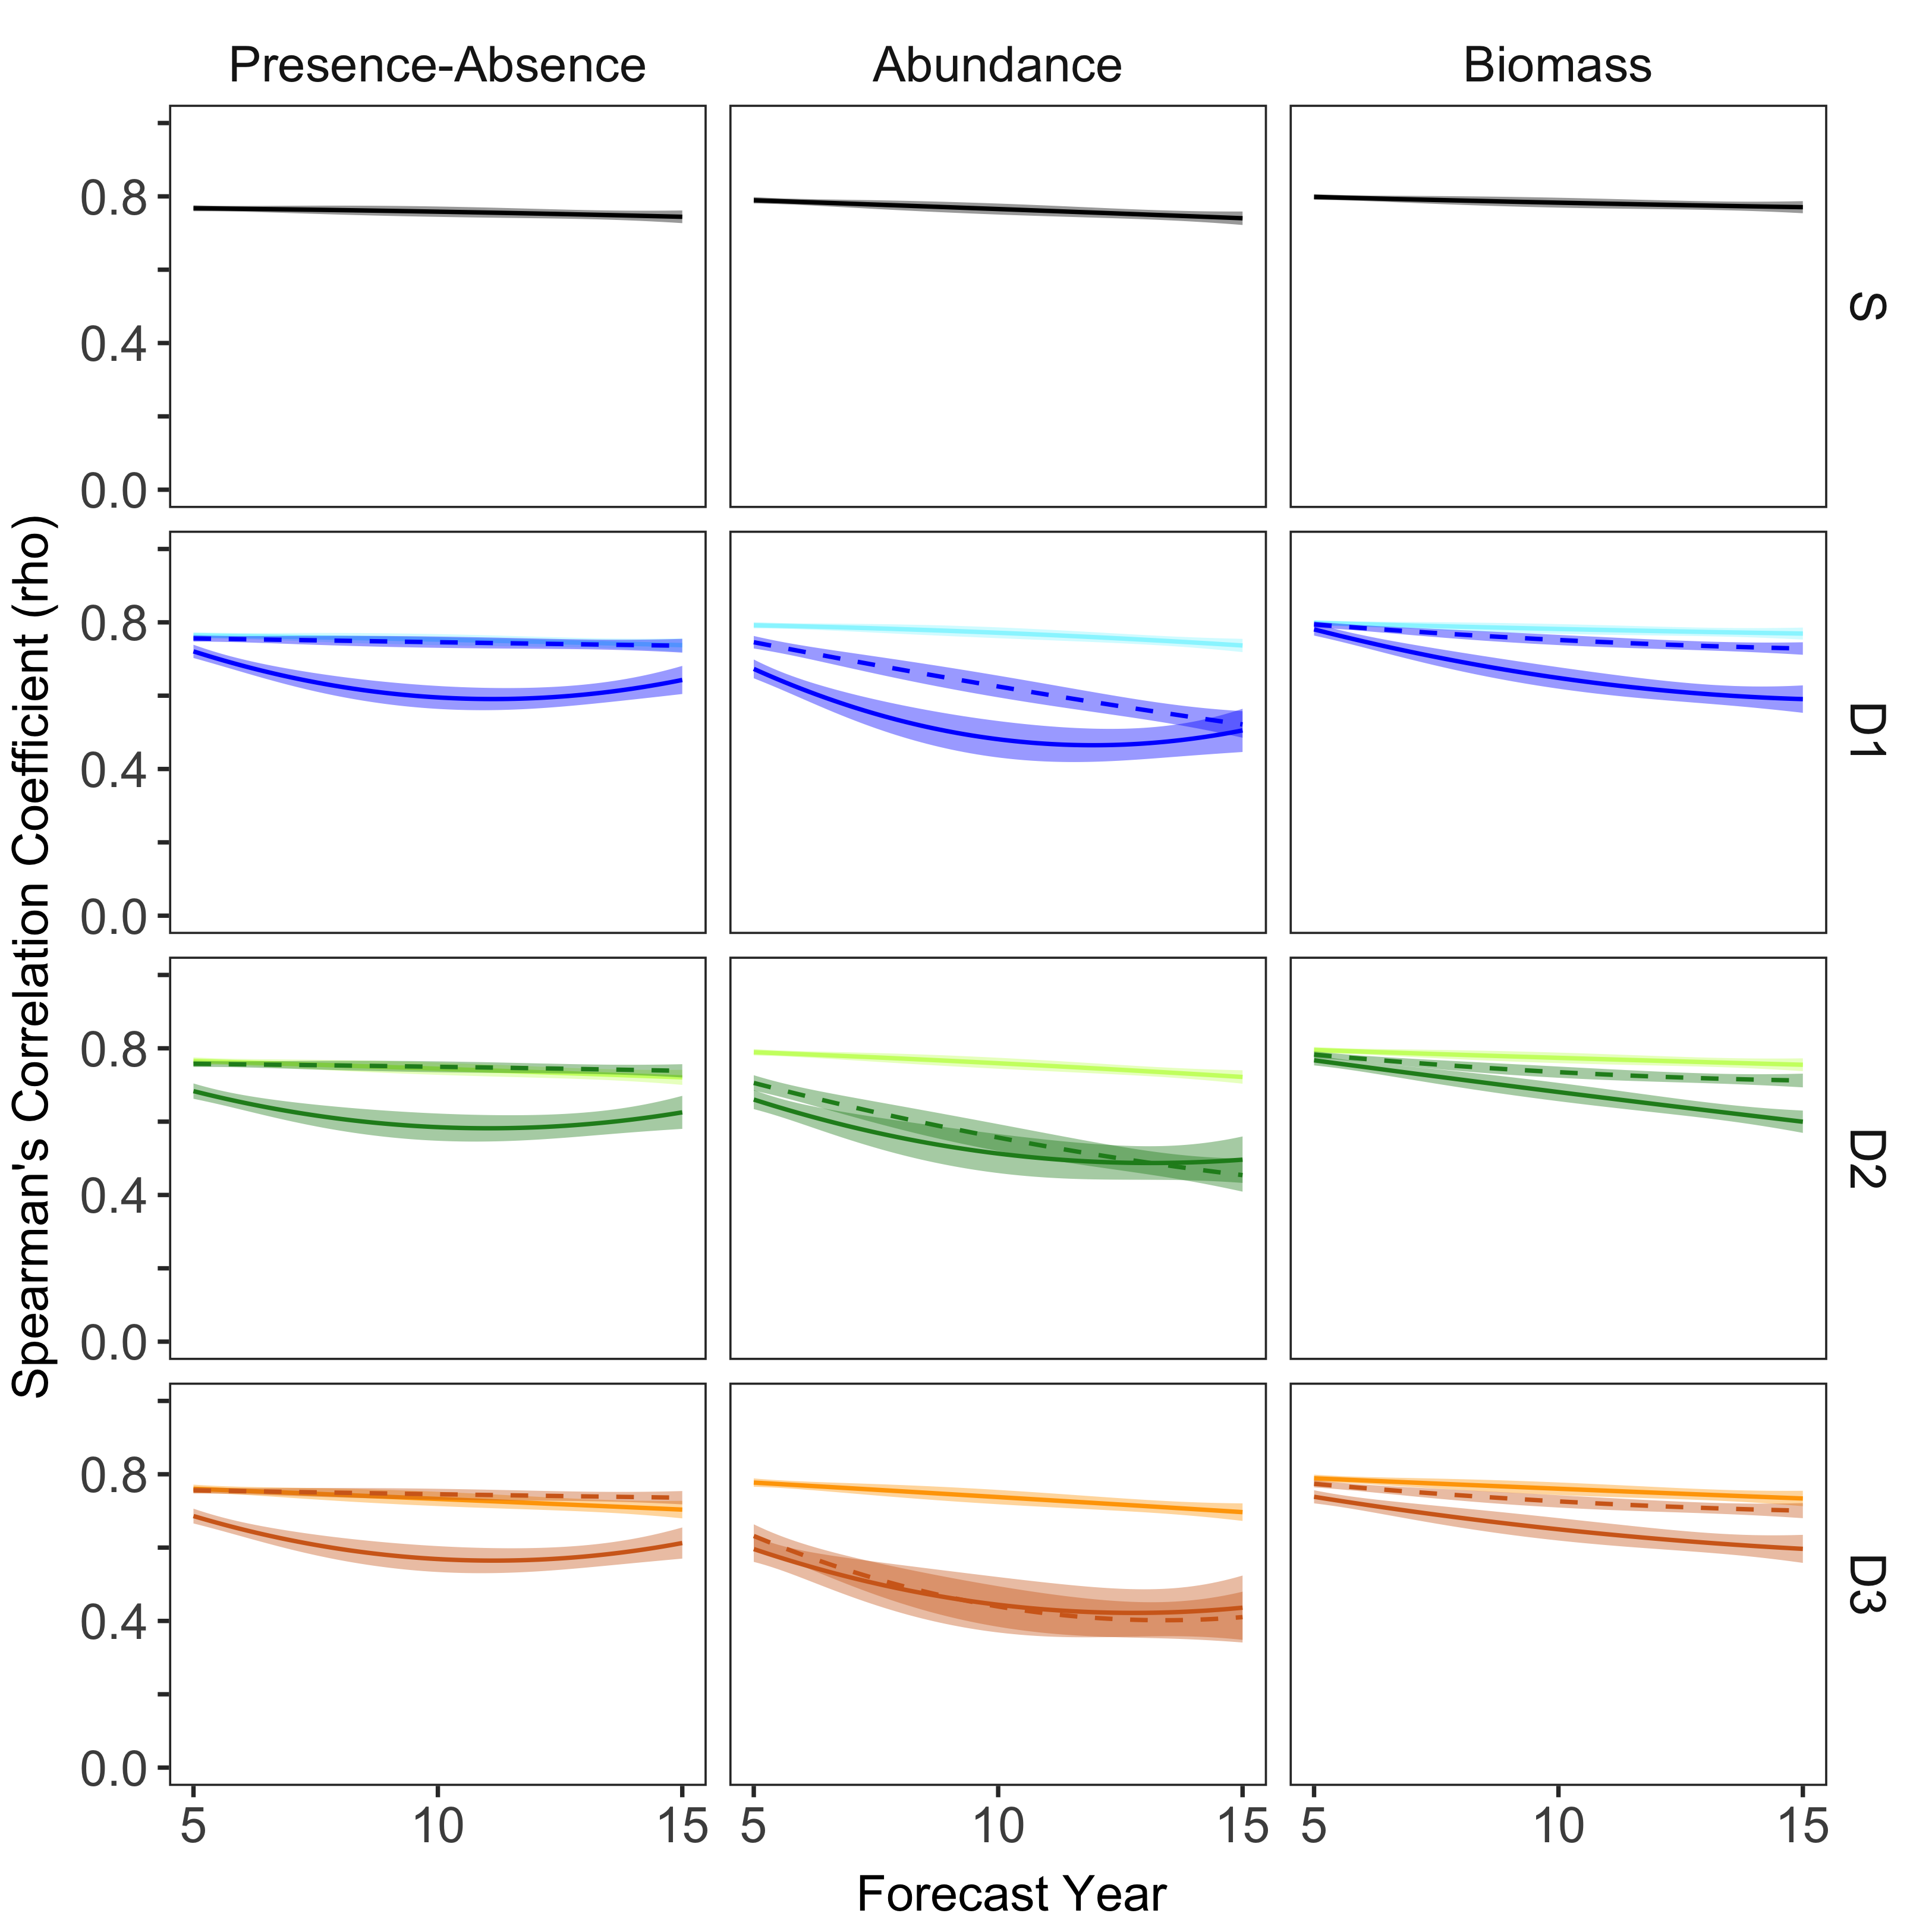 Presence-Absence Abundance Biomass
Spearman's Correlation Coefficient (rho)
0.8
0.4
0.0
S
0.8
0.4
0.0
D1
0.8
0.4
0.0
D2
0.8
0.4
0.0
D3
5 10 15 5 10 15 5 10 15
Forecast Year